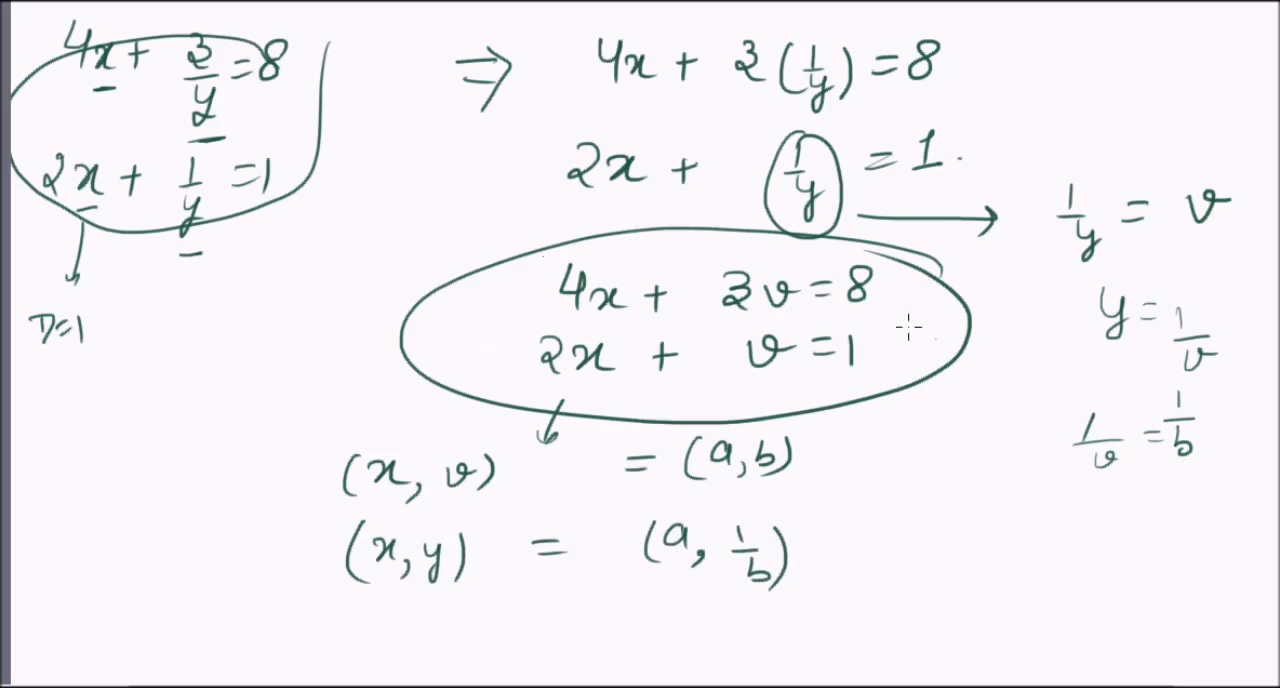 4x + 3/y = 8
2x + 1/y = 1
D=1
⇒ 4x + 3(1/y) = 8
2x + 1/y = 1.
→ 1/y = v
4x + 3v = 8
2x + v = 1
y = 1/v
1/v = 1/b
(x, v) = (a, b)
(x, y) = (a, 1/b)